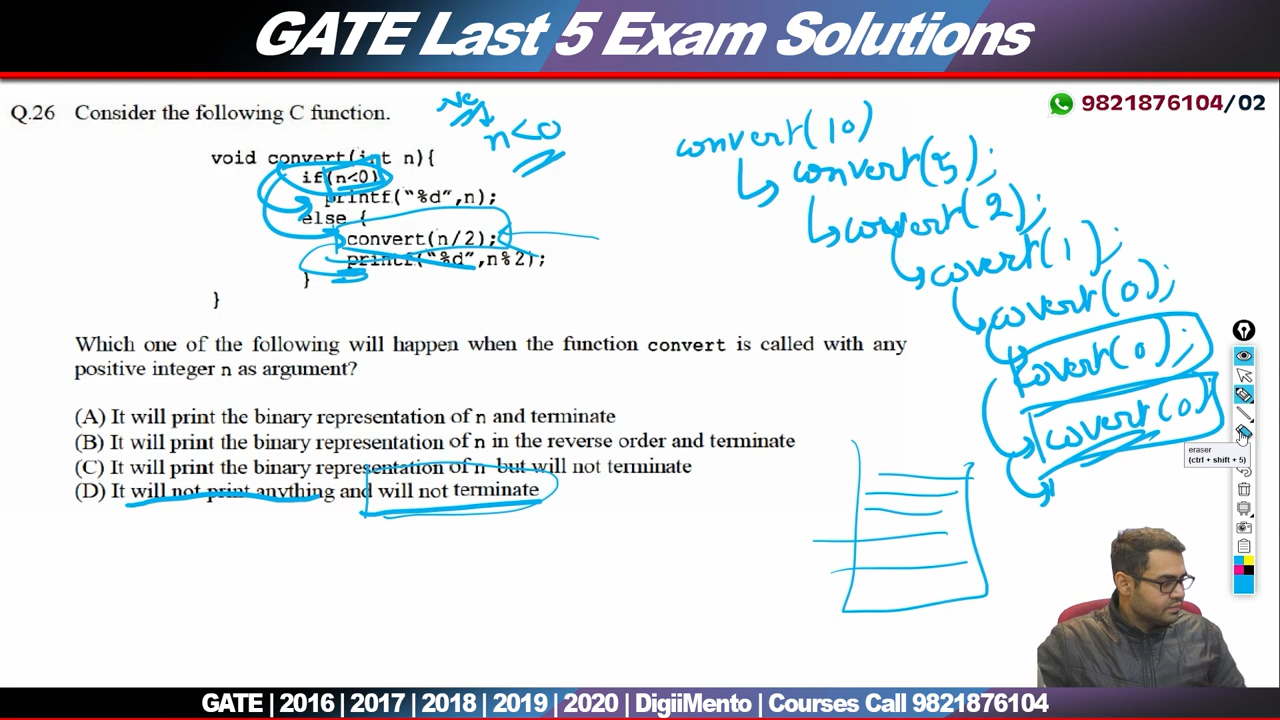 GATE Last 5 Exam Solutions
9821876104/02
Q.26 Consider the following C function.
void convert(int n){
if(n<0)
printf("%d",n);
else {
convert(n/2);
printf("%d",n%2);
}
}
n<0
convert(10)
convert(5);
convert(2);
covert(1);
covert(0);
covert(0);
covert(0)
Which one of the following will happen when the function convert is called with any
positive integer n as argument?
(A) It will print the binary representation of n and terminate
(B) It will print the binary representation of n in the reverse order and terminate
(C) It will print the binary representation of n but will not terminate
(D) It will not print anything and will not terminate
eraser
(ctrl + shift + 5)
GATE | 2016 | 2017 | 2018 | 2019 | 2020 | DigiiMento | Courses Call 9821876104